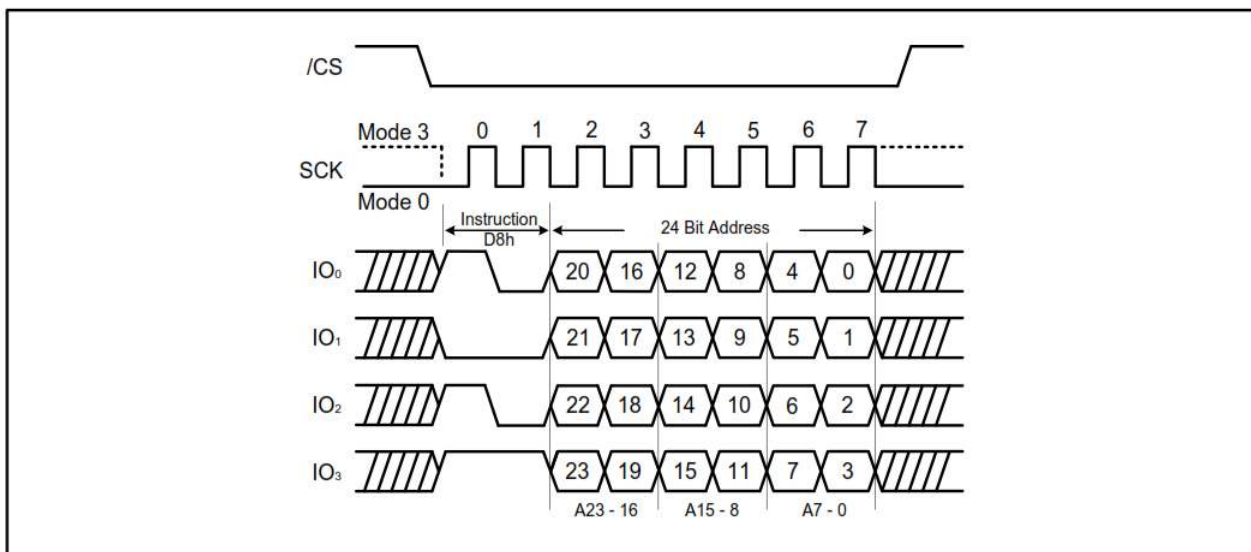 /CS
Mode 3 0 1 2 3 4 5 6 7
SCK
Mode 0
Instruction
D8h
24 Bit Address
IO₀ 20 16 12 8 4 0
IO₁ 21 17 13 9 5 1
IO₂ 22 18 14 10 6 2
IO₃ 23 19 15 11 7 3
A23 - 16 A15 - 8 A7 - 0